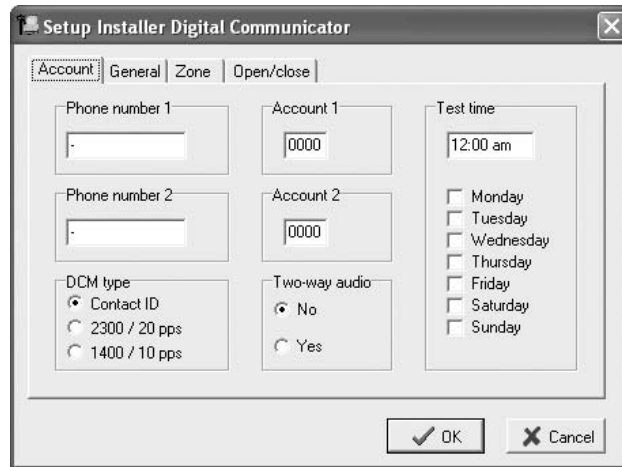 Setup Installer Digital Communicator
Account General Zone Open/close
Phone number 1
-
Account 1
0000
Test time
12:00 am
Phone number 2
-
Account 2
0000
Monday
Tuesday
Wednesday
Thursday
Friday
Saturday
Sunday
DCM type
Contact ID
2300 / 20 pps
1400 / 10 pps
Two-way audio
No
Yes
OK Cancel